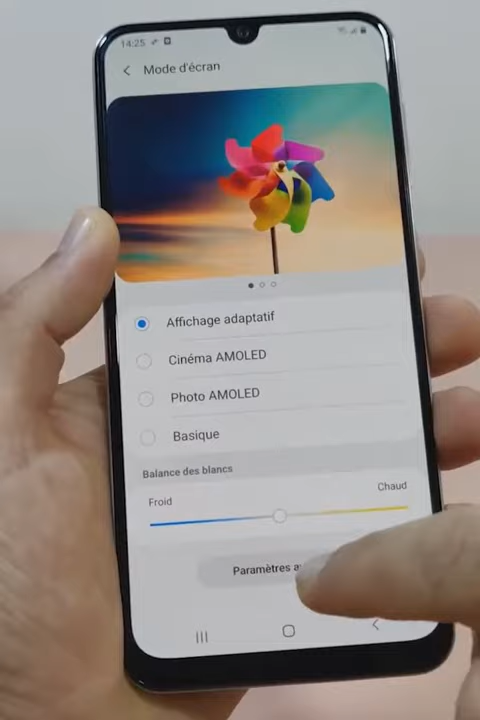 14:25
Mode d'écran
Affichage adaptatif
Cinéma AMOLED
Photo AMOLED
Basique
Balance des blancs
Froid
Chaud
Paramètres